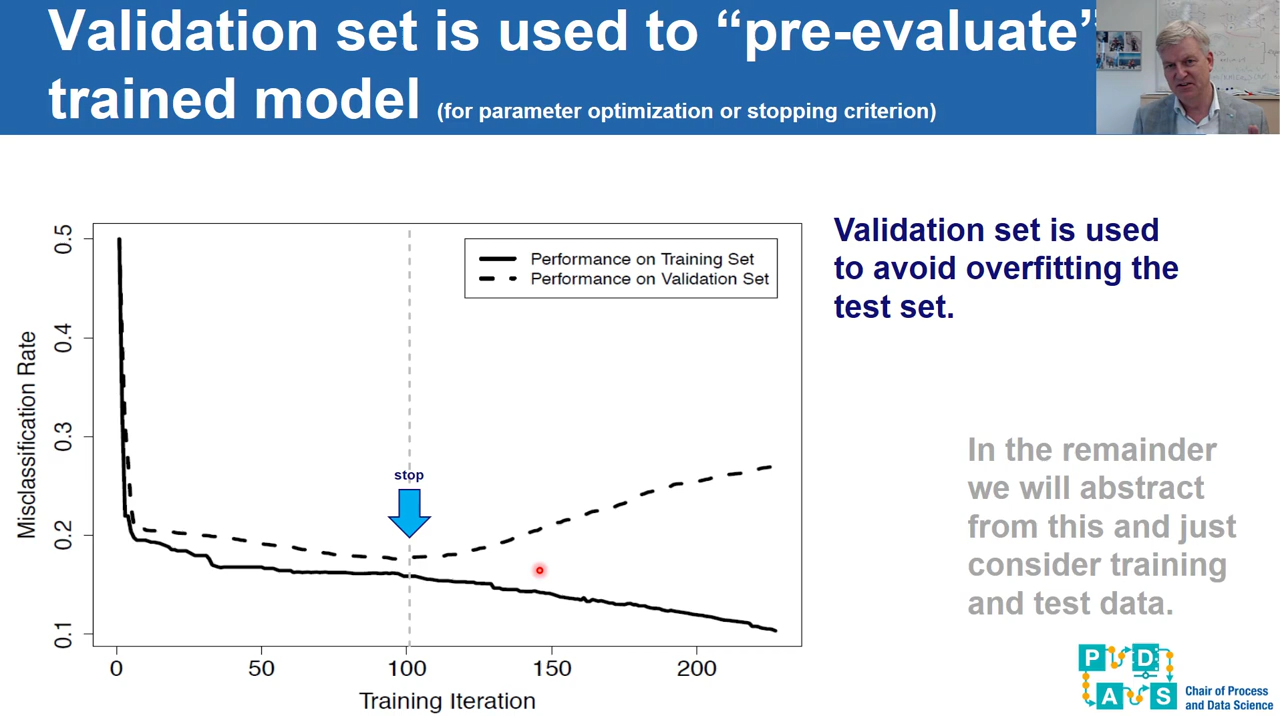 Validation set is used to “pre-evaluate”
trained model (for parameter optimization or stopping criterion)
Validation set is used
to avoid overfitting the
test set.
Performance on Training Set
Performance on Validation Set
Misclassification Rate
0.5
0.4
0.3
0.2
0.1
stop
0
50
100
150
200
Training Iteration
In the remainder
we will abstract
from this and just
consider training
and test data.
P D
A S
Chair of Process
and Data Science